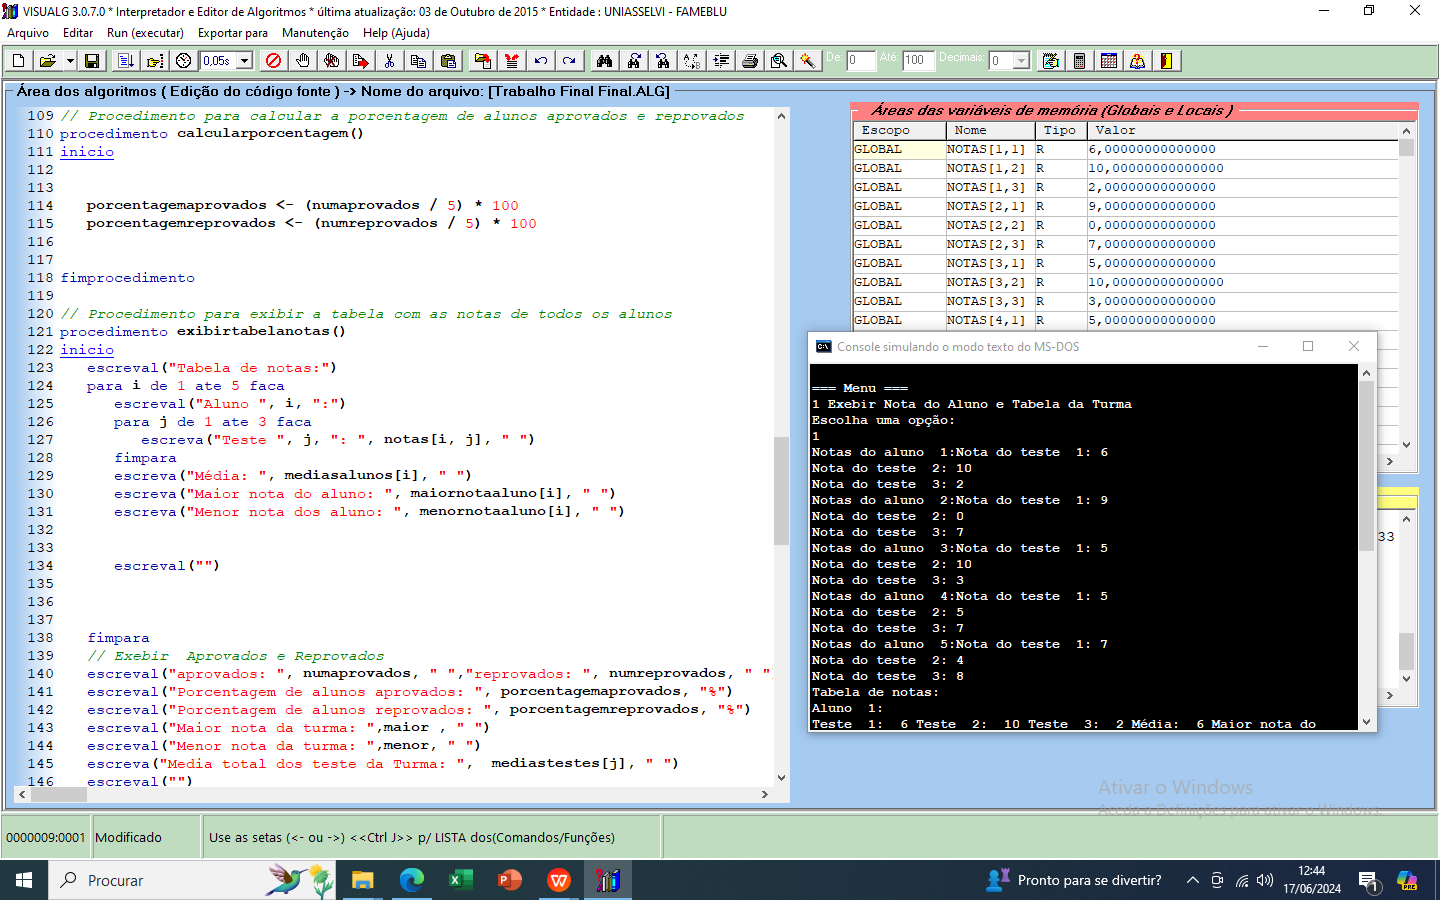 VISUALG 3.0.7.0 * Interpretador e Editor de Algoritmos * última atualização: 03 de Outubro de 2015 * Entidade : UNIASSELVI - FAMEBLU
Arquivo Editar Run (executar) Exportar para Manutenção Help (Ajuda)
0,05s De: 0 Até: 100 Decimais: 0
Área dos algoritmos ( Edição do código fonte ) -> Nome do arquivo: [Trabalho Final Final.ALG]
109 // Procedimento para calcular a porcentagem de alunos aprovados e reprovados
110 procedimento calcularporcentagem()
111 inicio
112
113
114 porcentagemaprovados <- (numaprovados / 5) * 100
115 porcentagemreprovados <- (numreprovados / 5) * 100
116
117
118 fimprocedimento
119
120 // Procedimento para exibir a tabela com as notas de todos os alunos
121 procedimento exibirtabelanotas()
122 inicio
123 escreval("Tabela de notas:")
124 para i de 1 ate 5 faca
125 escreval("Aluno ", i, ":")
126 para j de 1 ate 3 faca
127 escreva("Teste ", j, ": ", notas[i, j], " ")
128 fimpara
129 escreva("Média: ", mediasalunos[i], " ")
130 escreva("Maior nota do aluno: ", maiornotaaluno[i], " ")
131 escreva("Menor nota dos aluno: ", menornotaaluno[i], " ")
132
133
134 escreval("")
135
136
137
138 fimpara
139 // Exebir  Aprovados e Reprovados
140 escreval("aprovados: ", numaprovados, " ","reprovados: ", numreprovados, " "
141 escreval("Porcentagem de alunos aprovados: ", porcentagemaprovados, "%")
142 escreval("Porcentagem de alunos reprovados: ", porcentagemreprovados, "%")
143 escreval("Maior nota da turma: ",maior , " ")
144 escreval("Menor nota da turma: ",menor, " ")
145 escreva("Media total dos teste da Turma: ",  mediastestes[j], " ")
146 escreval("")
Áreas das variáveis de memória (Globais e Locais )
Escopo Nome Tipo Valor
GLOBAL NOTAS[1,1] R 6,00000000000000
GLOBAL NOTAS[1,2] R 10,00000000000000
GLOBAL NOTAS[1,3] R 2,00000000000000
GLOBAL NOTAS[2,1] R 9,00000000000000
GLOBAL NOTAS[2,2] R 0,00000000000000
GLOBAL NOTAS[2,3] R 7,00000000000000
GLOBAL NOTAS[3,1] R 5,00000000000000
GLOBAL NOTAS[3,2] R 10,00000000000000
GLOBAL NOTAS[3,3] R 3,00000000000000
GLOBAL NOTAS[4,1] R 5,00000000000000
Console simulando o modo texto do MS-DOS
=== Menu ===
1 Exebir Nota do Aluno e Tabela da Turma
Escolha uma opção:
1
Notas do aluno  1:Nota do teste  1: 6
Nota do teste  2: 10
Nota do teste  3: 2
Notas do aluno  2:Nota do teste  1: 9
Nota do teste  2: 0
Nota do teste  3: 7
Notas do aluno  3:Nota do teste  1: 5
Nota do teste  2: 10
Nota do teste  3: 3
Notas do aluno  4:Nota do teste  1: 5
Nota do teste  2: 5
Nota do teste  3: 7
Notas do aluno  5:Nota do teste  1: 7
Nota do teste  2: 4
Nota do teste  3: 8
Tabela de notas:
Aluno  1:
Teste  1:  6 Teste  2:  10 Teste  3:  2 Média:  6 Maior nota do
33
Ativar o Windows
Aceda a Definições para ativar o Windows.
0000009:0001 Modificado Use as setas (<- ou ->) <<Ctrl J>> p/ LISTA dos(Comandos/Funções)
Procurar
Pronto para se divertir?
12:44
17/06/2024
1
PRE